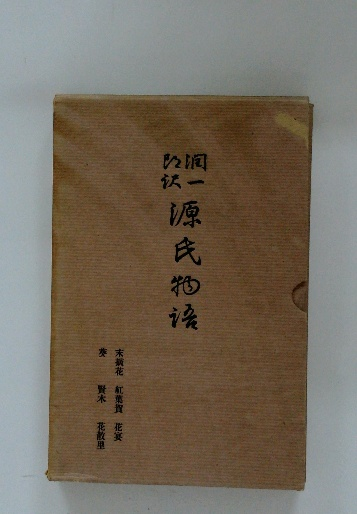 潤一
郎訳
源氏物語
末摘花 紅葉賀 花宴
葵 賢木 花散里